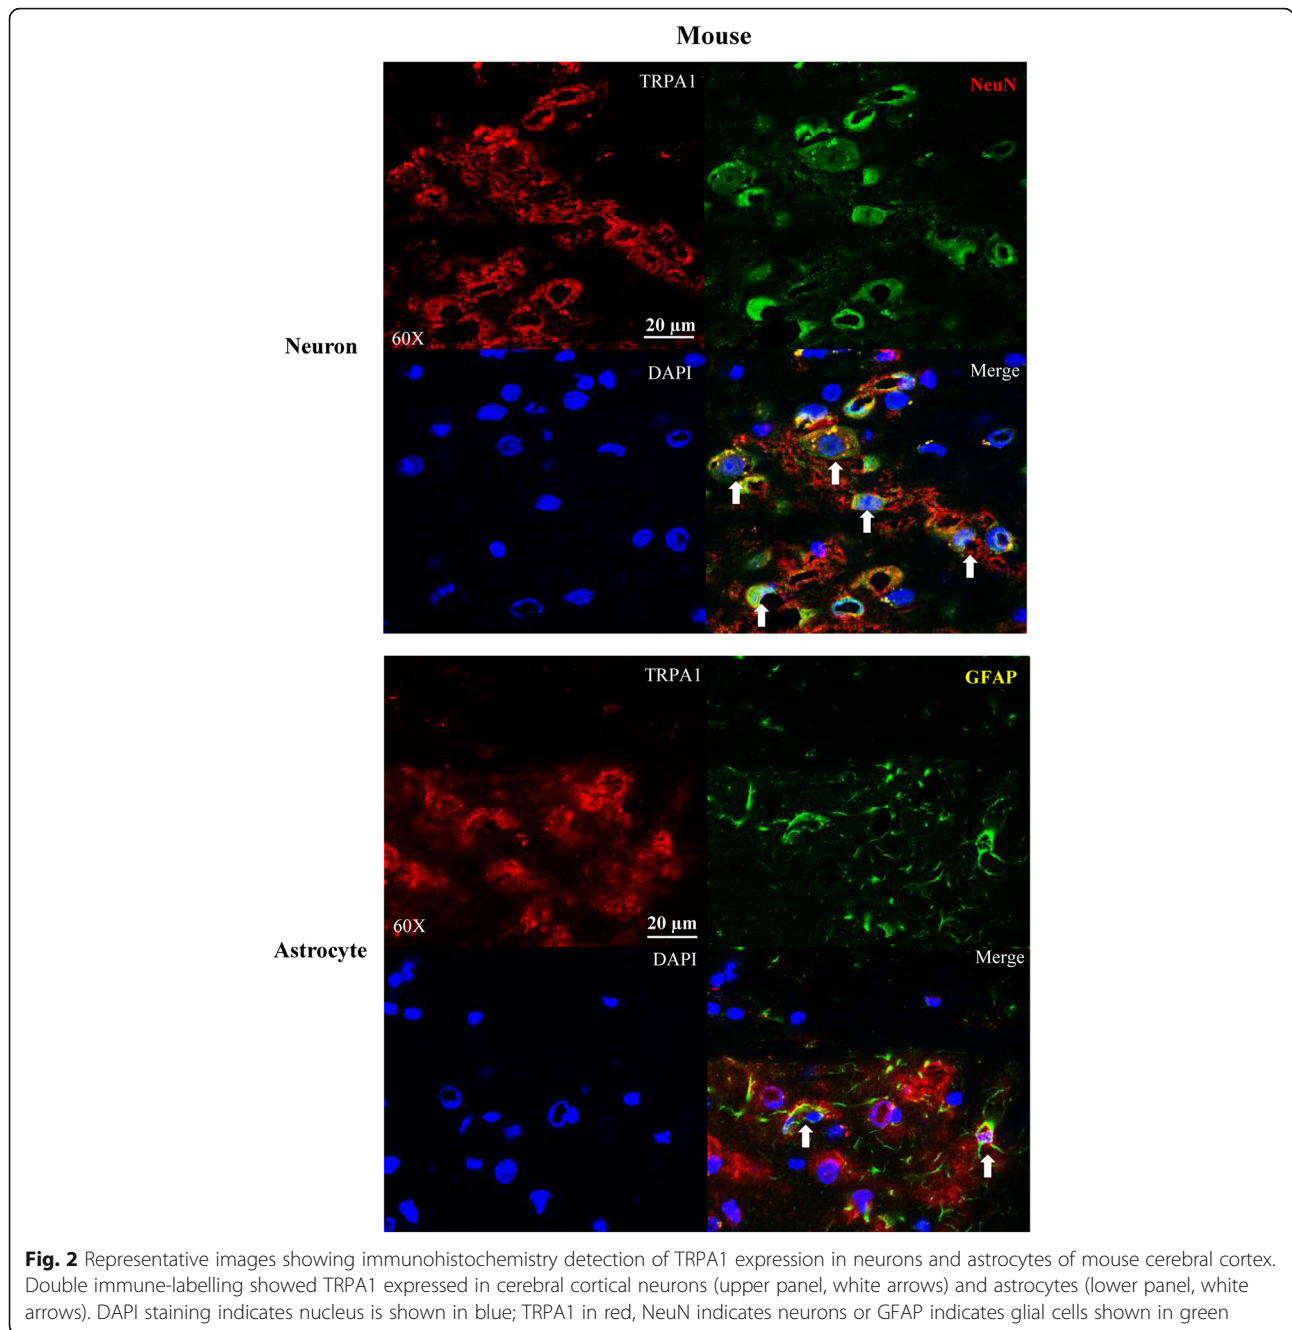 Mouse
TRPA1
NeuN
60X
20 µm
Neuron
DAPI
Merge
TRPA1
GFAP
60X
20 µm
Astrocyte
DAPI
Merge
Fig. 2 Representative images showing immunohistochemistry detection of TRPA1 expression in neurons and astrocytes of mouse cerebral cortex.
Double immune-labelling showed TRPA1 expressed in cerebral cortical neurons (upper panel, white arrows) and astrocytes (lower panel, white
arrows). DAPI staining indicates nucleus is shown in blue; TRPA1 in red, NeuN indicates neurons or GFAP indicates glial cells shown in green